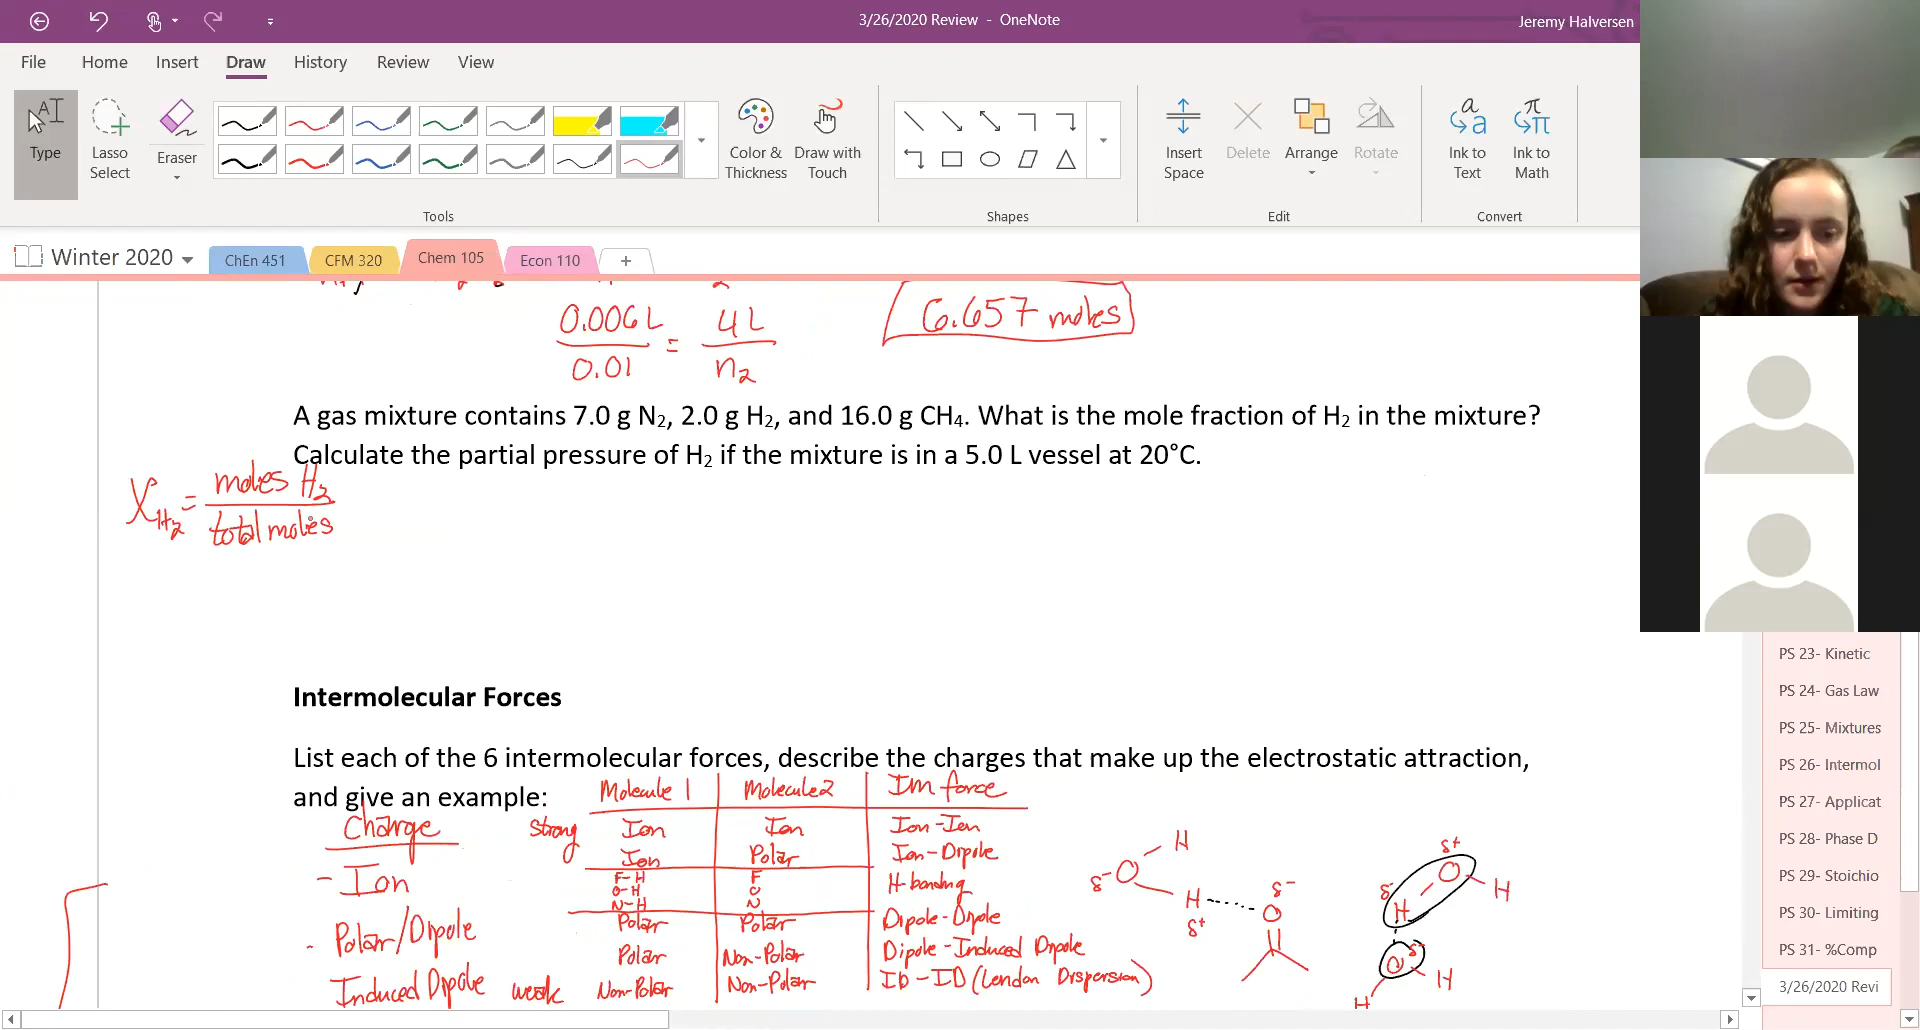 3/26/2020 Review - OneNote
Jeremy Halversen
File Home Insert Draw History Review View
Type
Lasso Select
Eraser
Color & Thickness
Draw with Touch
Insert Space
Delete
Arrange
Rotate
Ink to Text
Ink to Math
Tools
Shapes
Edit
Convert
Winter 2020
ChEn 451
CFM 320
Chem 105
Econ 110
0.006L / 0.01 = 4L / n2
6.657 moles
A gas mixture contains 7.0 g N₂, 2.0 g H₂, and 16.0 g CH₄. What is the mole fraction of H₂ in the mixture?
Calculate the partial pressure of H₂ if the mixture is in a 5.0 L vessel at 20°C.
X H2 = moles H2 / total moles
Intermolecular Forces
List each of the 6 intermolecular forces, describe the charges that make up the electrostatic attraction,
and give an example:
Molecule 1 Molecule 2 IM force
Strong Ion Ion Ion-Ion
Ion Polar Ion-Dipole
F-H F
O-H O H-bonding
N-H N
Polar Polar Dipole-Dipole
Polar Non-Polar Dipole-Induced Dipole
weak Non-Polar Non-Polar ID-ID (London Dispersion)
Charge
- Ion
- Polar/Dipole
Induced Dipole
δ- O H
H δ+
δ- O
δ+ O H
δ- H
O δ- H
H
PS 23- Kinetic
PS 24- Gas Law
PS 25- Mixtures
PS 26- Intermol
PS 27- Applicat
PS 28- Phase D
PS 29- Stoichio
PS 30- Limiting
PS 31- %Comp
3/26/2020 Revi